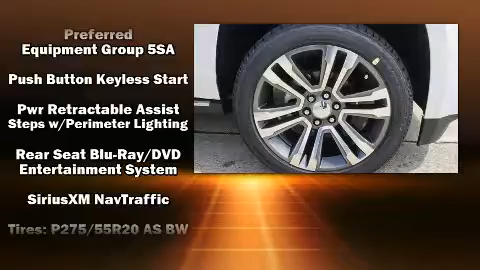 Preferred
Equipment Group 5SA
Push Button Keyless Start
Pwr Retractable Assist
Steps w/Perimeter Lighting
Rear Seat Blu-Ray/DVD
Entertainment System
SiriusXM NavTraffic
Tires: P275/55R20 AS BW